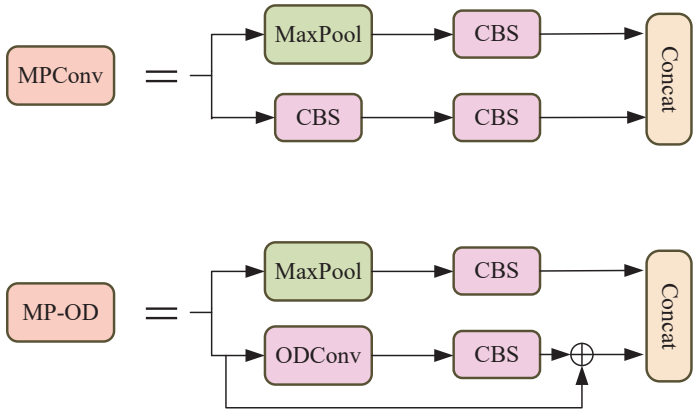 MPConv
MaxPool
CBS
CBS
CBS
Concat
MP-OD
MaxPool
CBS
ODConv
CBS
Concat